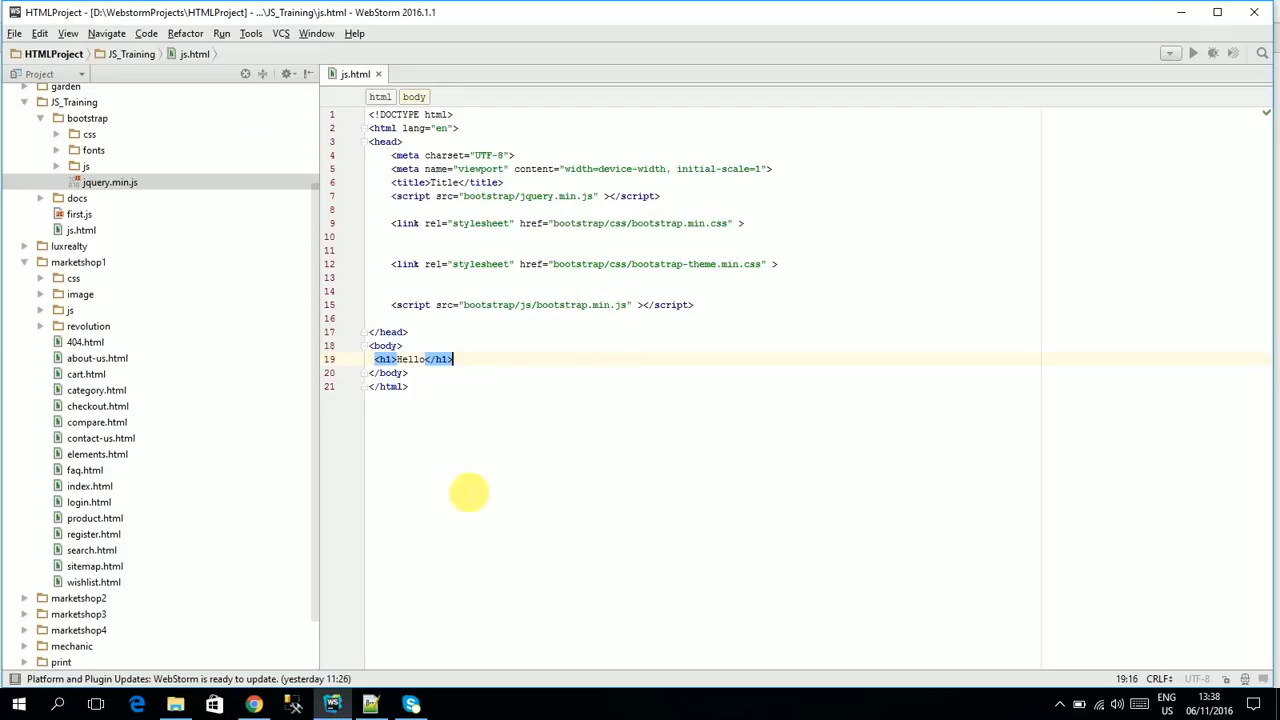 WS HTMLProject - [D:\WebstormProjects\HTMLProject] - ...\JS_Training\js.html - WebStorm 2016.1.1
File Edit View Navigate Code Refactor Run Tools VCS Window Help
HTMLProject JS_Training js.html
Project
js.html
garden
JS_Training
bootstrap
css
fonts
js
jquery.min.js
docs
first.js
js.html
luxrealty
marketshop1
css
image
js
revolution
404.html
about-us.html
cart.html
category.html
checkout.html
compare.html
contact-us.html
elements.html
faq.html
index.html
login.html
product.html
register.html
search.html
sitemap.html
wishlist.html
marketshop2
marketshop3
marketshop4
mechanic
print
html body
1 <!DOCTYPE html>
2 <html lang="en">
3 <head>
4 <meta charset="UTF-8">
5 <meta name="viewport" content="width=device-width, initial-scale=1">
6 <title>Title</title>
7 <script src="bootstrap/jquery.min.js" ></script>
8
9 <link rel="stylesheet" href="bootstrap/css/bootstrap.min.css" >
10
11
12 <link rel="stylesheet" href="bootstrap/css/bootstrap-theme.min.css" >
13
14
15 <script src="bootstrap/js/bootstrap.min.js" ></script>
16
17 </head>
18 <body>
19 <h1>Hello</h1>
20 </body>
21 </html>
Platform and Plugin Updates: WebStorm is ready to update. (yesterday 11:26) 19:16 CRLF UTF-8
WS
ENG
US
13:38
06/11/2016